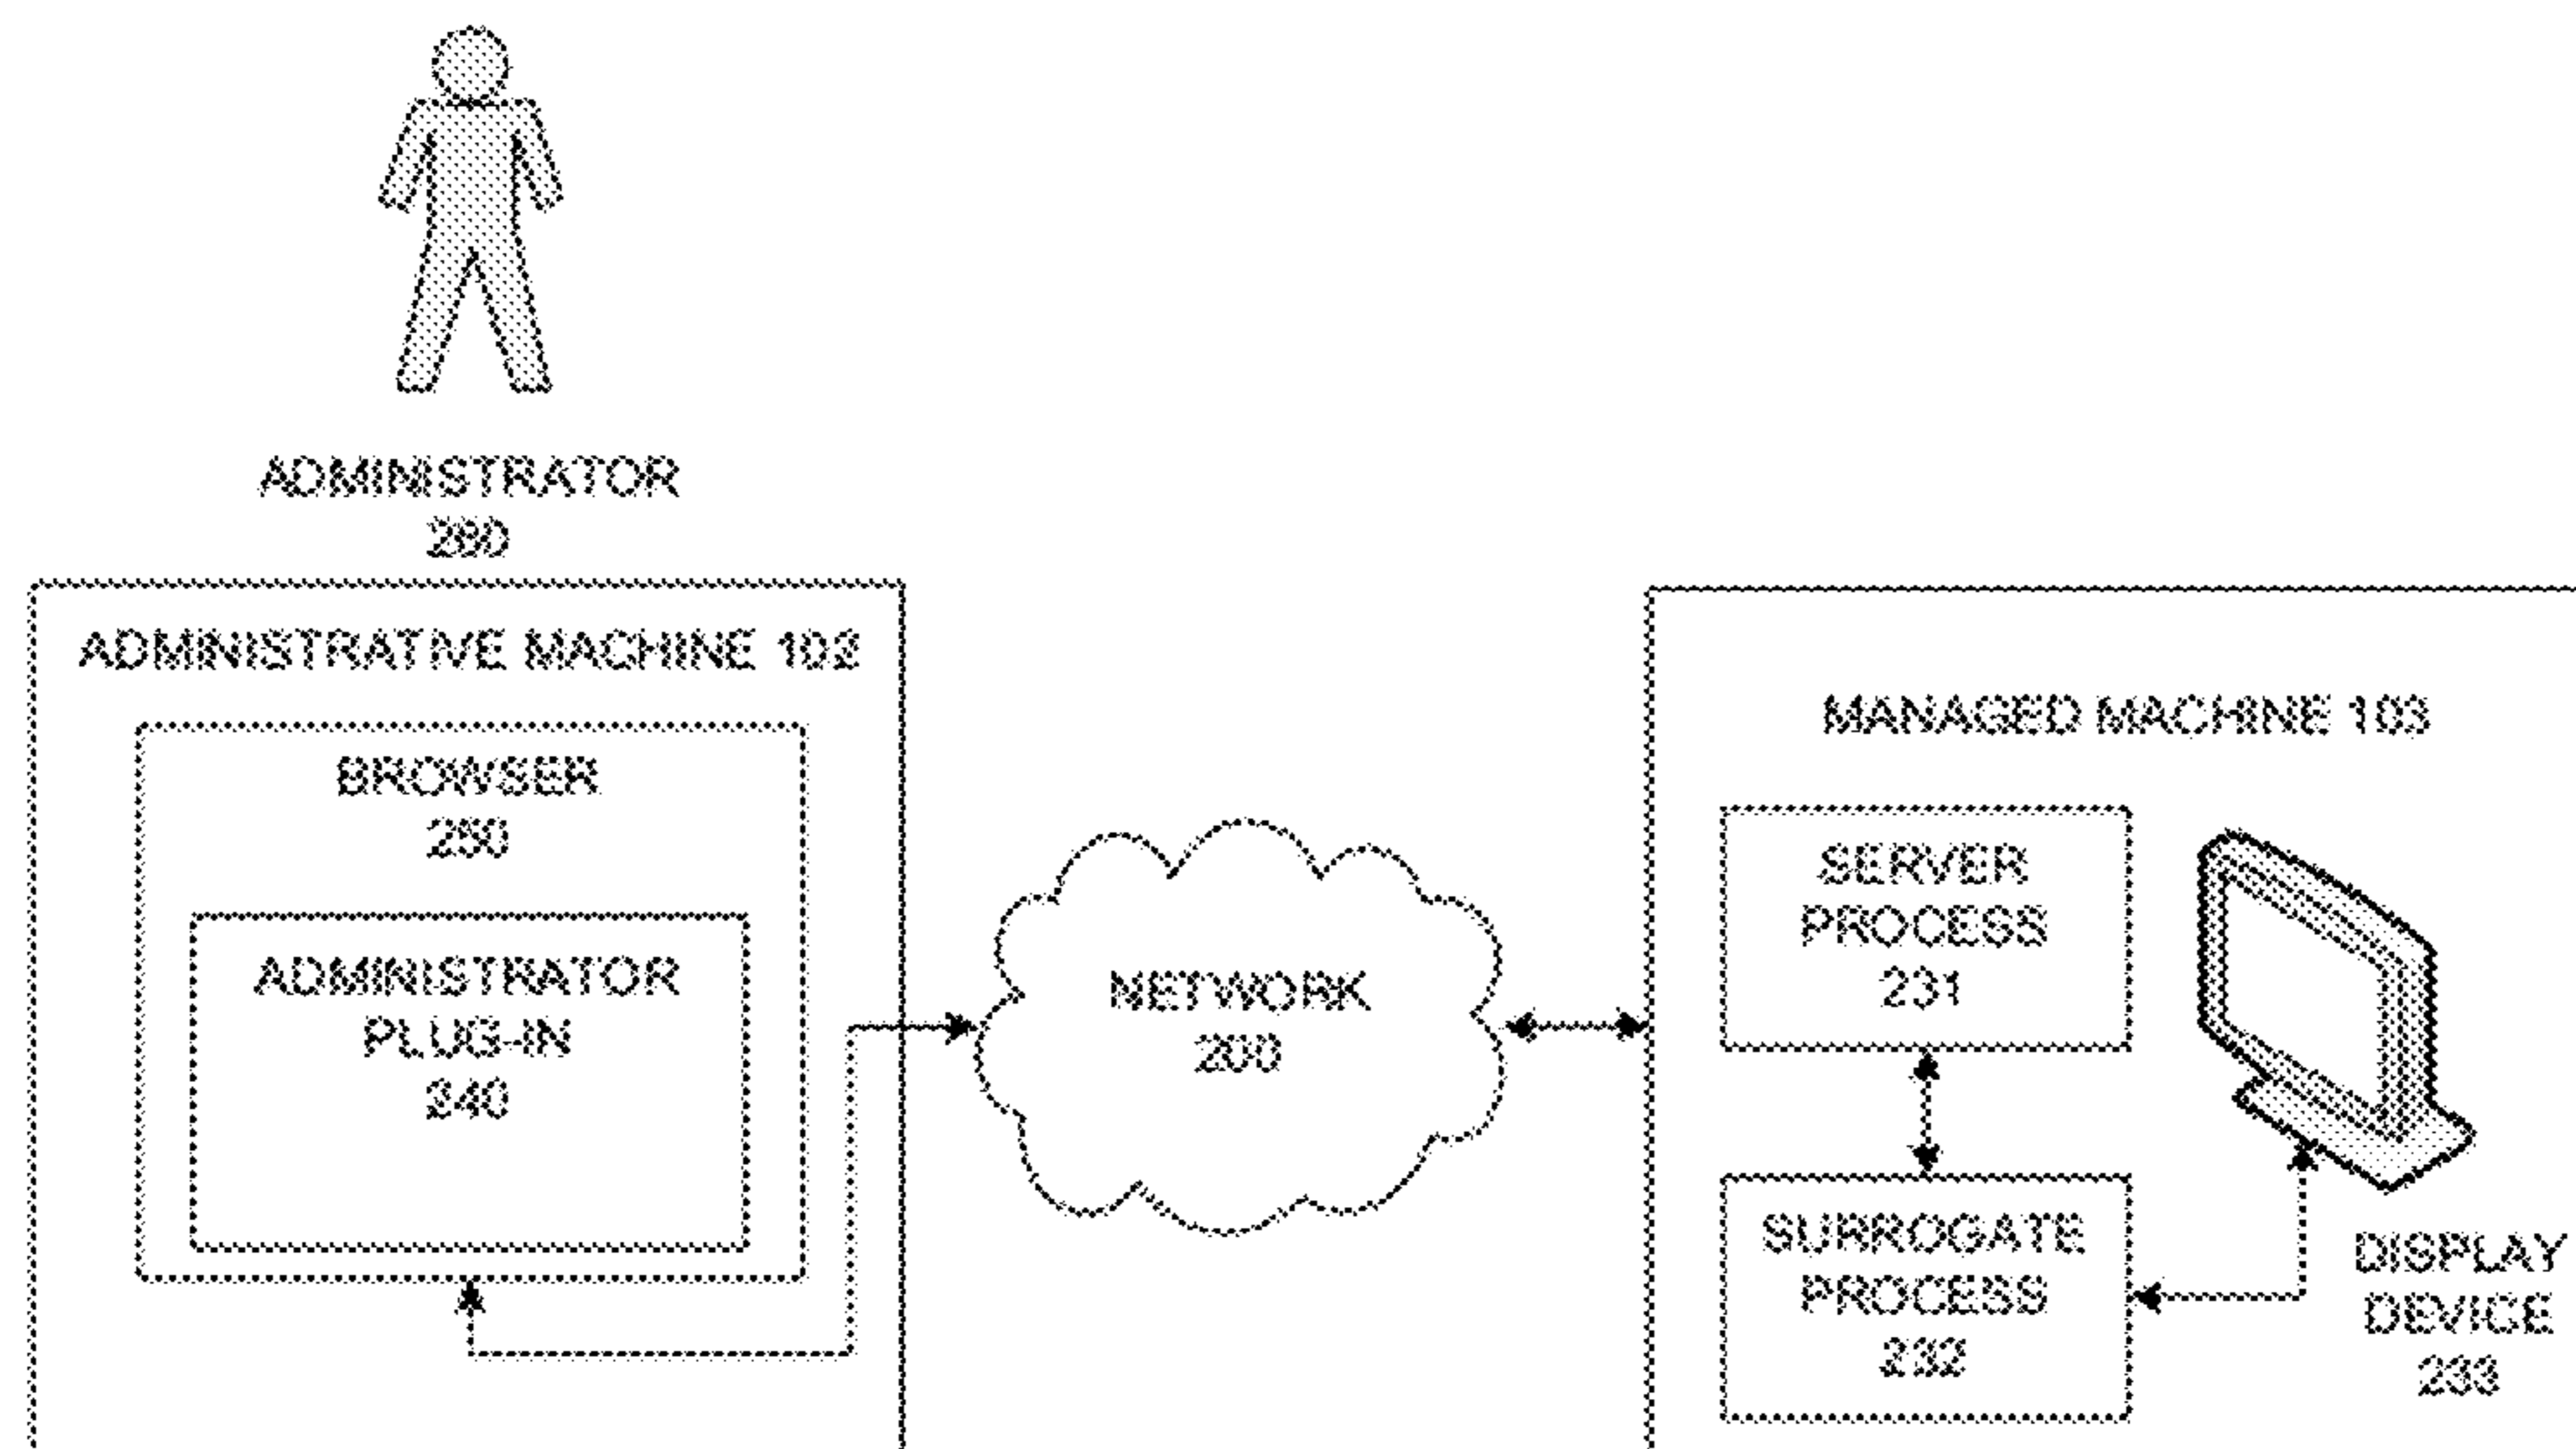 ADMINISTRATOR
280
ADMINISTRATIVE MACHINE 102
BROWSER
250
ADMINISTRATOR
PLUG-IN
240
NETWORK
200
MANAGED MACHINE 103
SERVER
PROCESS
231
SURROGATE
PROCESS
232
DISPLAY
DEVICE
233